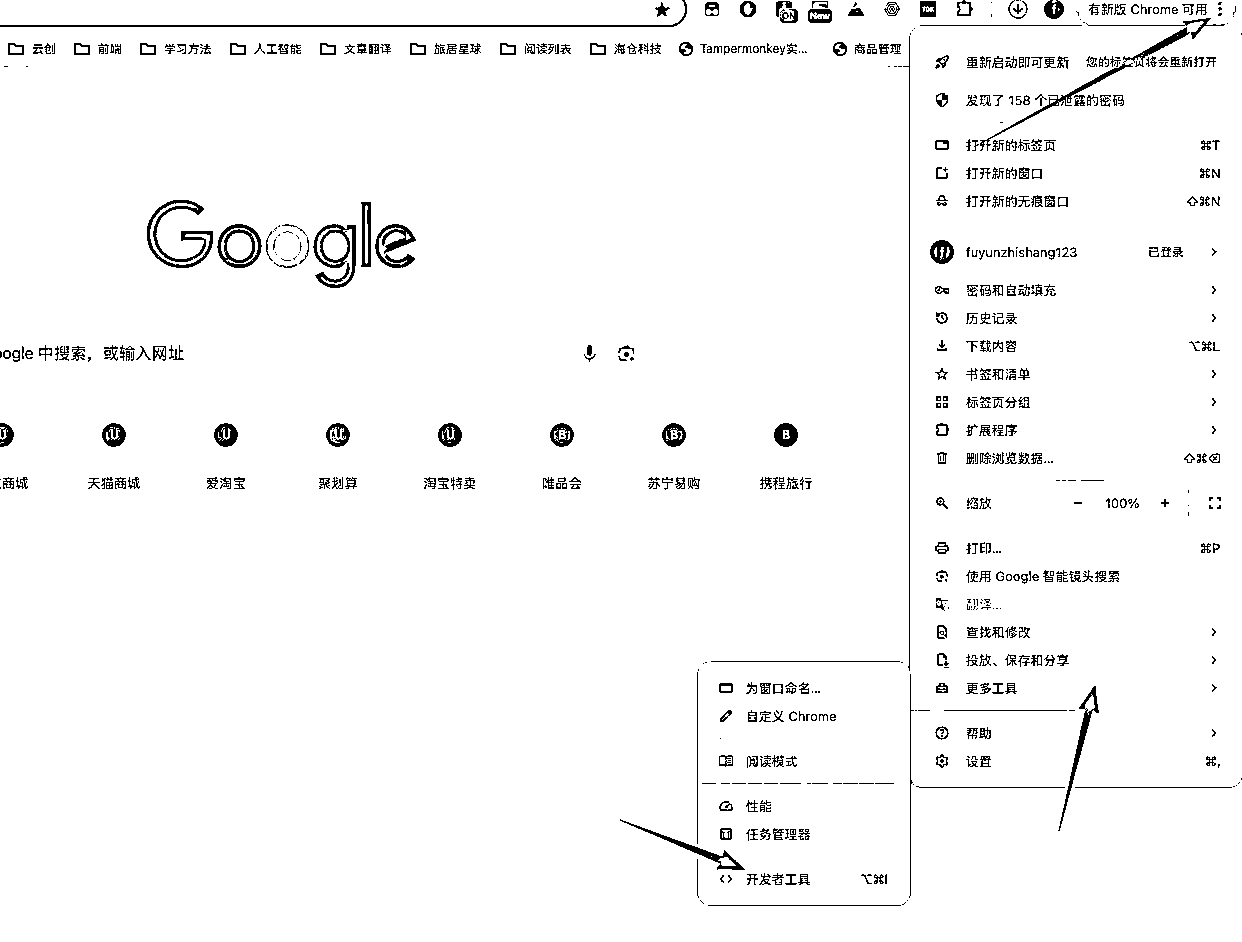 有新版 Chrome 可用
云创 前端 学习方法 人工智能 文章翻译 旅居星球 阅读列表 海仓科技 Tampermonkey实... 商品管理
重新启动即可更新 您的标签页将会重新打开
发现了 158 个已泄露的密码
打开新的标签页 ⌘T
打开新的窗口 ⌘N
打开新的无痕窗口 ⇧⌘N
fuyunzhishang123 已登录
密码和自动填充
历史记录
下载内容 ⌥⌘L
书签和清单
标签页分组
扩展程序
删除浏览数据... ⇧⌘⌫
缩放 − 100% +
打印... ⌘P
使用 Google 智能镜头搜索
翻译...
查找和修改
投放、保存和分享
更多工具
帮助
设置 ⌘,
Google
oogle 中搜索，或输入网址
商城 天猫商城 爱淘宝 聚划算 淘宝特卖 唯品会 苏宁易购 携程旅行
为窗口命名...
自定义 Chrome
阅读模式
性能
任务管理器
开发者工具 ⌥⌘I